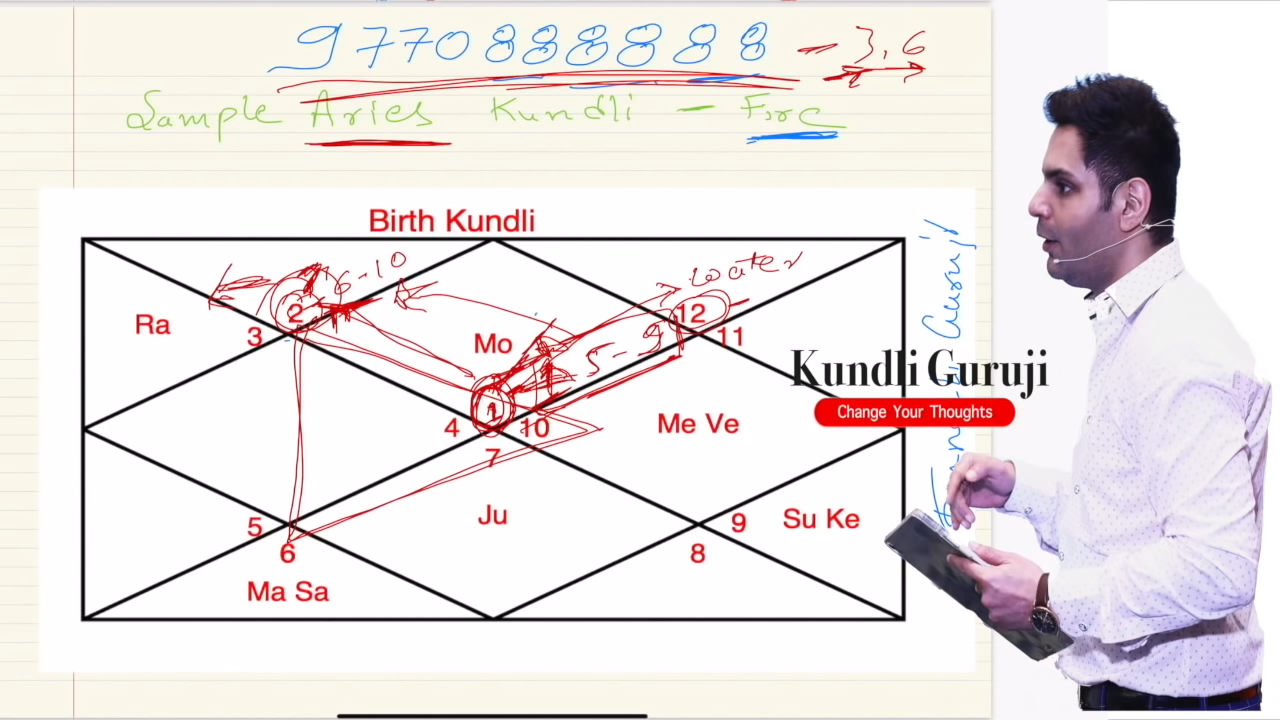 9770888888 - 3,6
Sample Aries Kundli - Fire
Birth Kundli
6-10
water
Ra
2
12
3
Mo
11
5-9
Kundli Guruji
Change Your Thoughts
1
4
10
Me Ve
7
5
Ju
9
Su Ke
6
8
Ma Sa
Guruji